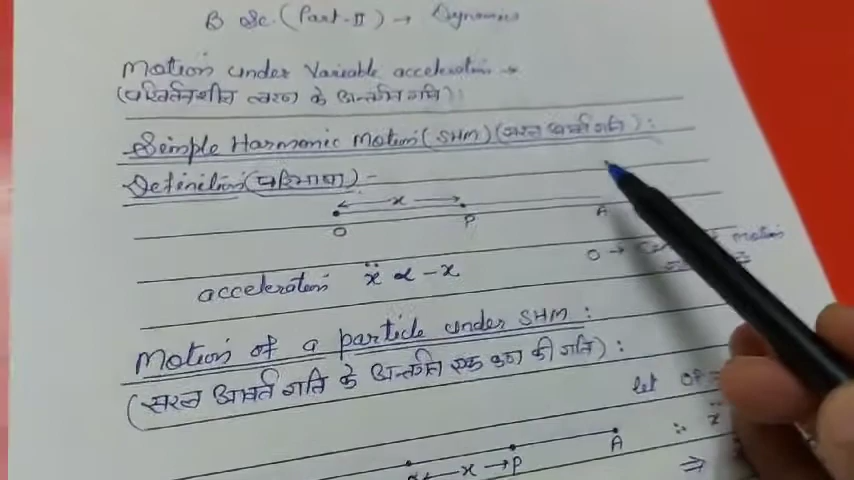 B Sc. (Part-II) → Dynamics
Motion under Variable acceleration →
(परिवर्तनशील त्वरण के अन्तर्गत गति) :
Simple Harmonic Motion (SHM) (सरल आवर्त गति) :
Definition (परिभाषा) -
x
O P A
acceleration ẍ ∝ -x O → motion
Motion of a particle under SHM :
(सरल आवर्त गति के अन्तर्गत एक कण की गति) :
let OP =
A ∴ ẍ
x → P ⇒